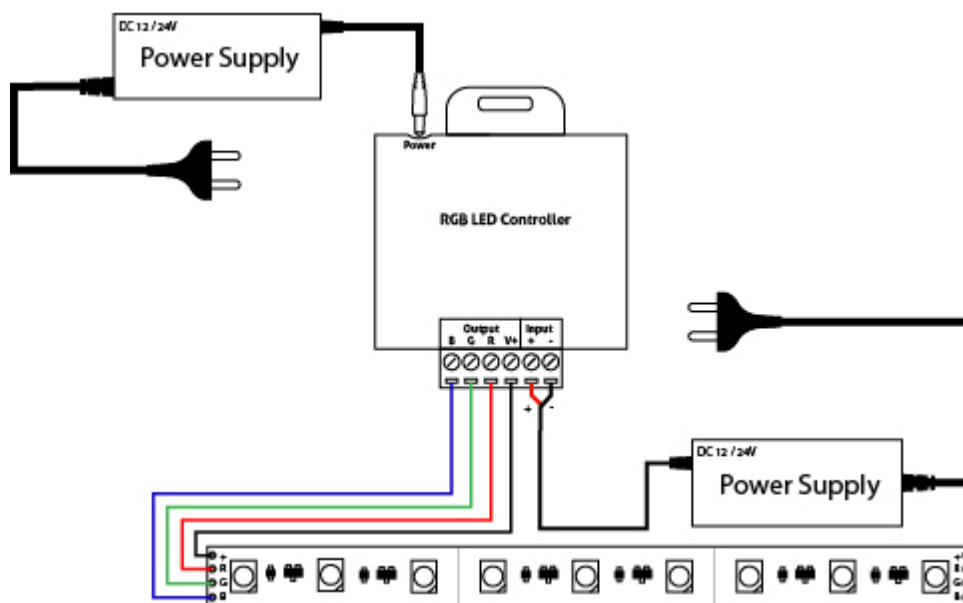 DC 12 / 24V
Power Supply
Power
RGB LED Controller
Output Input
B G R V+ + -
+ -
DC 12 / 24V
Power Supply
+ +
R
G G
B B